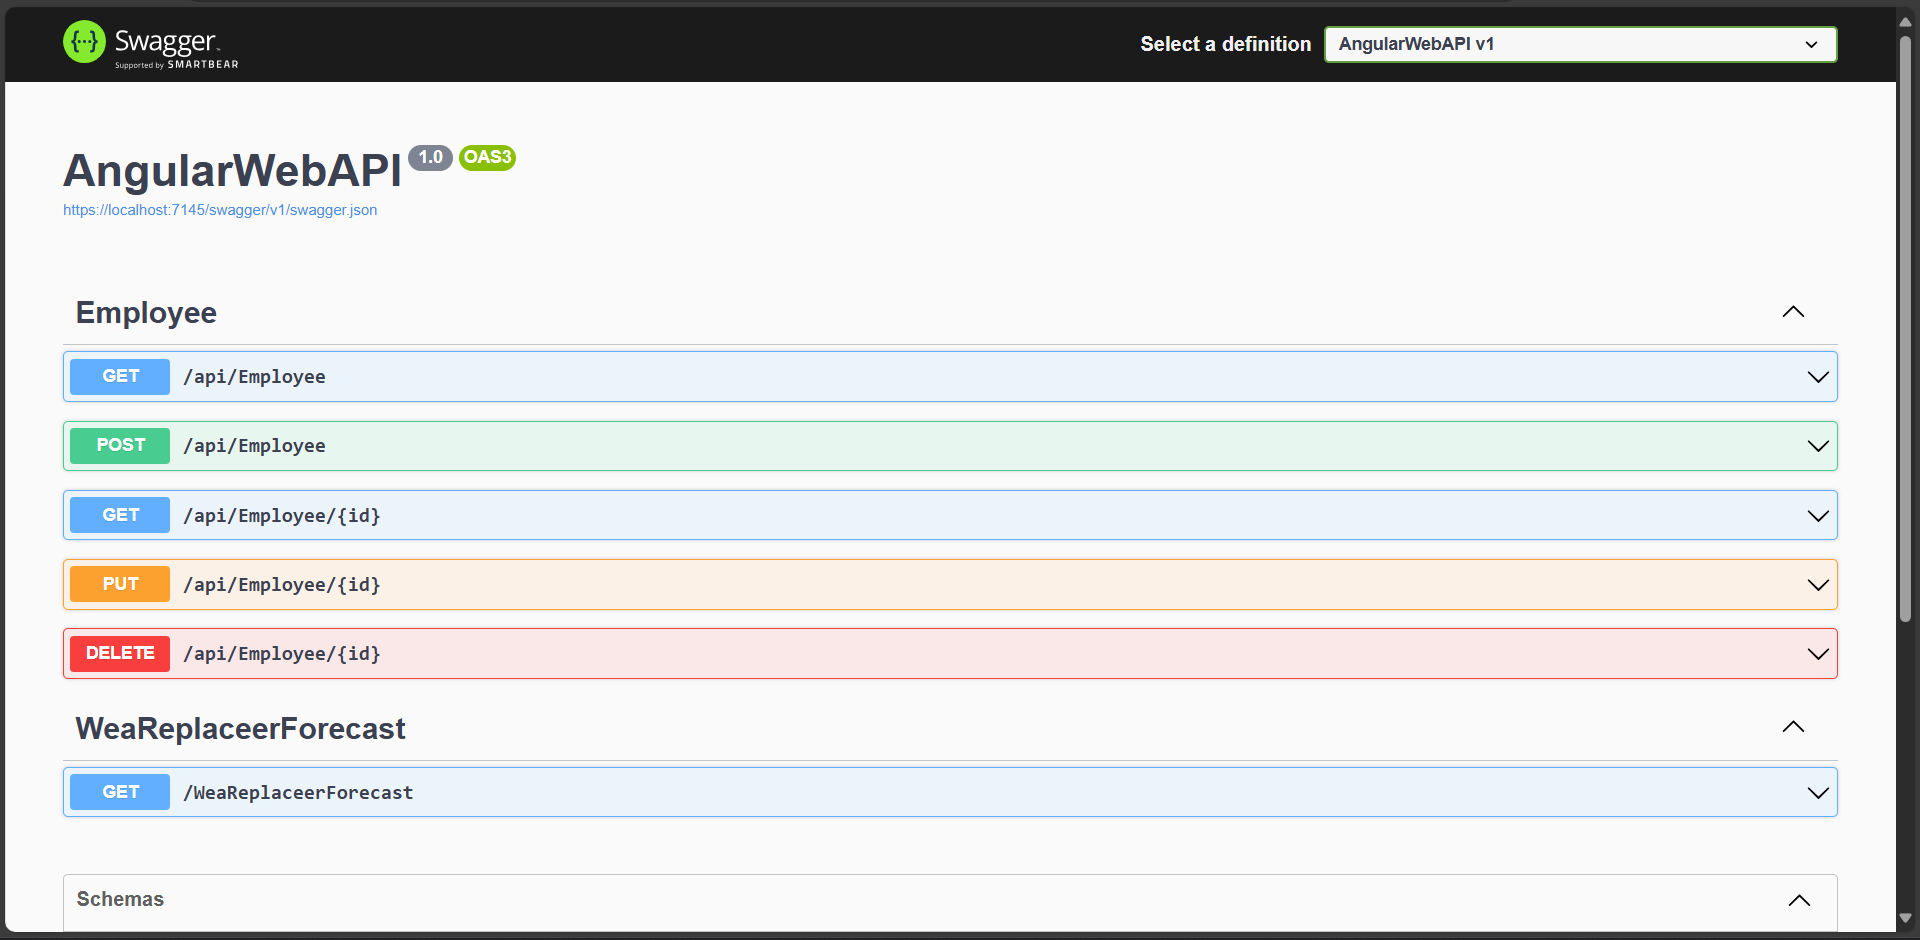 Swagger
Supported by SMARTBEAR
Select a definition
AngularWebAPI v1
AngularWebAPI 1.0 OAS3
https://localhost:7145/swagger/v1/swagger.json
Employee
GET /api/Employee
POST /api/Employee
GET /api/Employee/{id}
PUT /api/Employee/{id}
DELETE /api/Employee/{id}
WeaReplaceerForecast
GET /WeaReplaceerForecast
Schemas